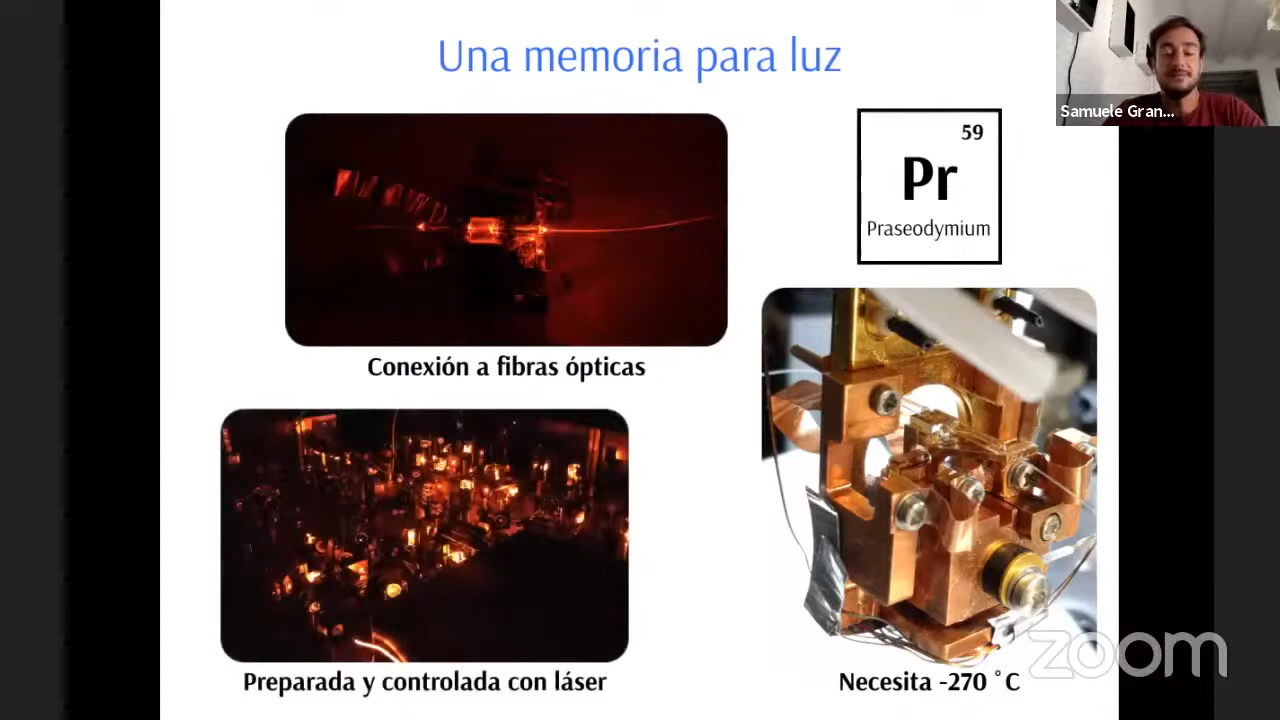 Una memoria para luz
Samuele Gran...
59
Pr
Praseodymium
Conexión a fibras ópticas
Preparada y controlada con láser
Necesita -270 °C
zoom